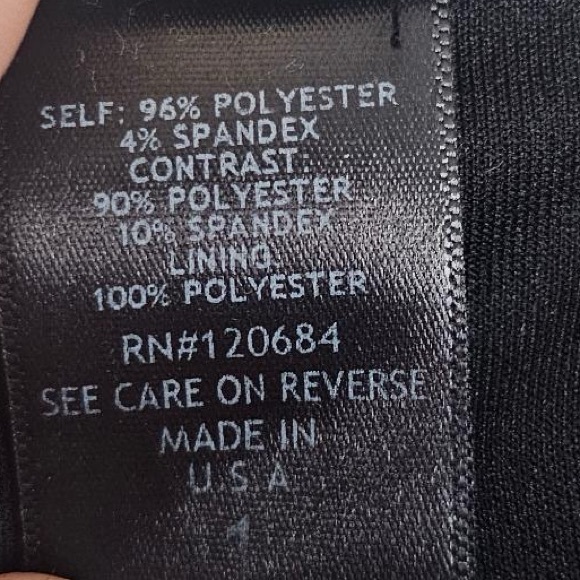 SELF: 96% POLYESTER
4% SPANDEX
CONTRAST:
90% POLYESTER
10% SPANDEX
LINING:
100% POLYESTER
RN#120684
SEE CARE ON REVERSE
MADE IN
U.S.A
1